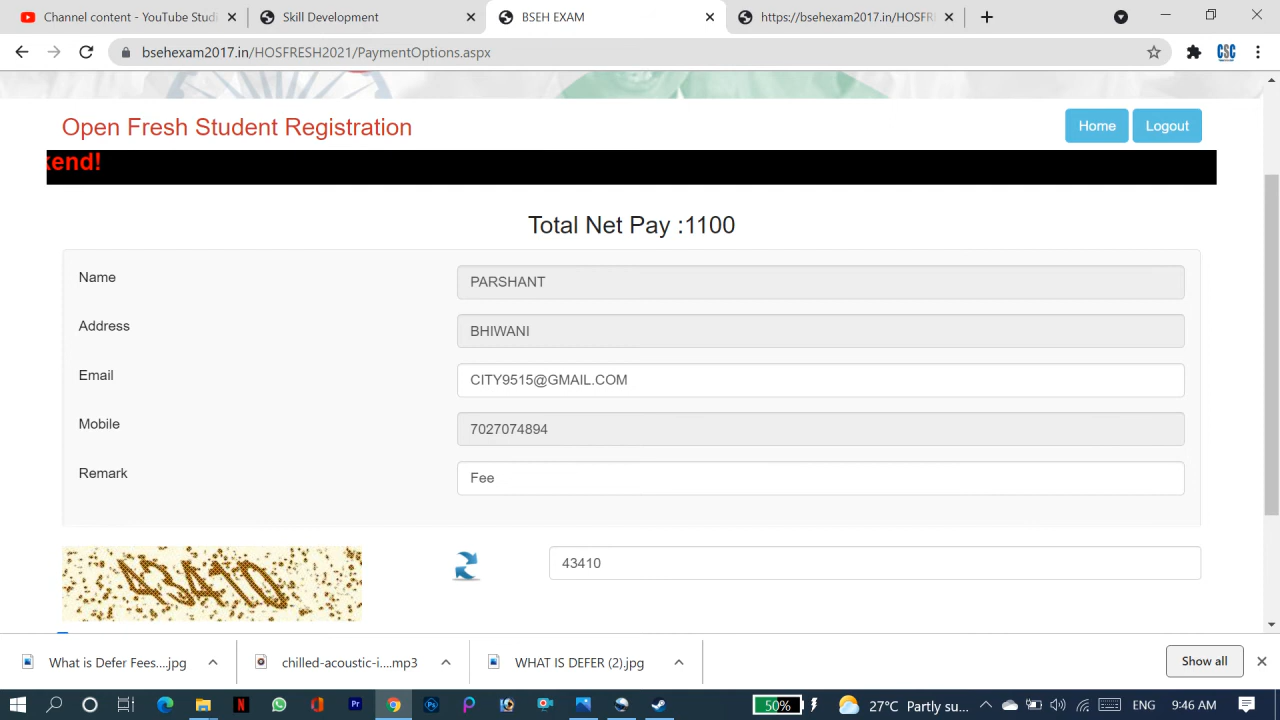 Channel content - YouTube Studi
Skill Development
BSEH EXAM
https://bsehexam2017.in/HOSFR
bsehexam2017.in/HOSFRESH2021/PaymentOptions.aspx
CSC
Open Fresh Student Registration
Home
Logout
kend!
Total Net Pay :1100
Name
PARSHANT
Address
BHIWANI
Email
CITY9515@GMAIL.COM
Mobile
7027074894
Remark
Fee
43410
43410
What is Defer Fees....jpg
chilled-acoustic-i....mp3
WHAT IS DEFER (2).jpg
Show all
50%
27°C Partly su...
ENG
9:46 AM